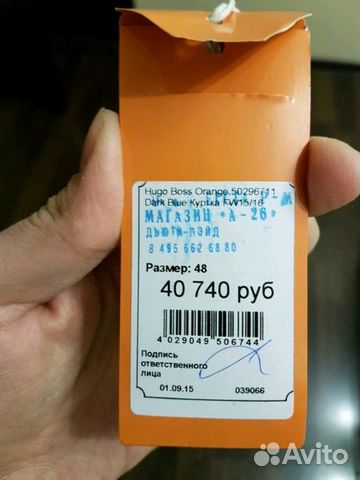 Hugo Boss Orange 50296711
Dark Blue Куртка FW15/16
МАГАЗИН «А-26»
ДЬЮТИ-ПЭЙД
8 495 662 68 80
Размер: 48
40 740 руб
4 029049 506744
Подпись
ответственного
лица
01.09.15 039066
Avito